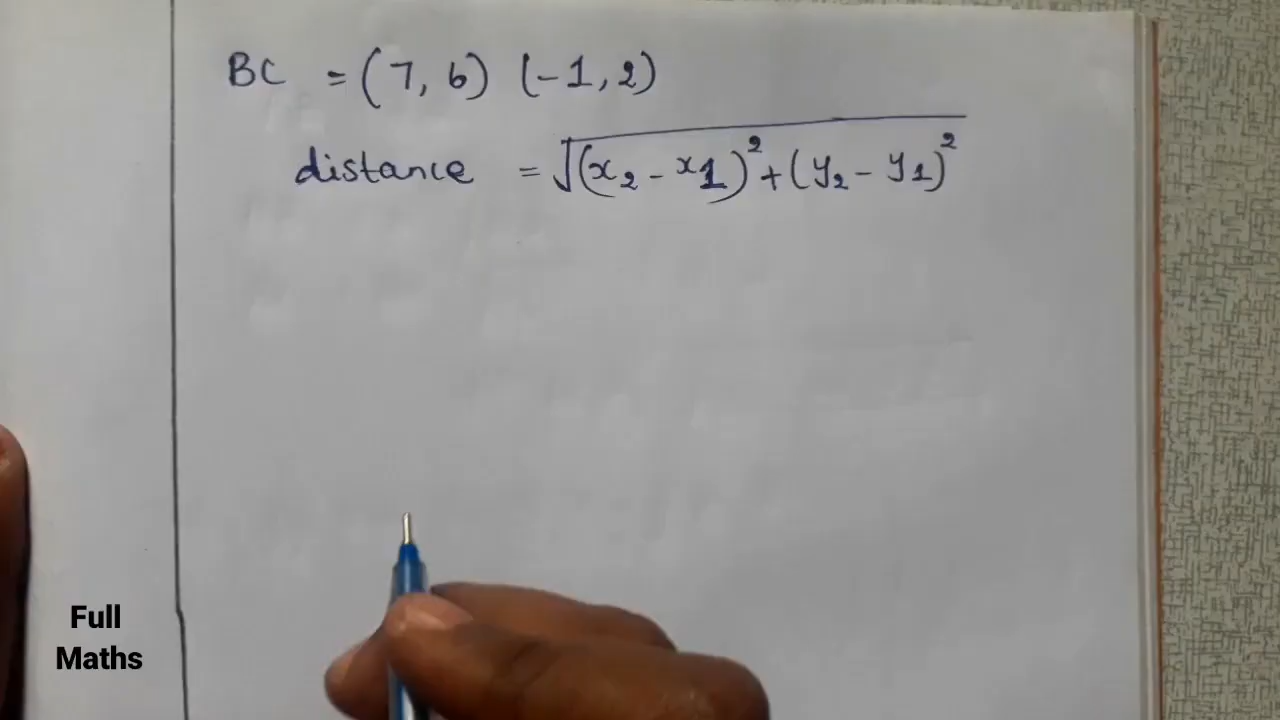 BC = (7, 6) (-1, 2)
distance = √(x₂ - x₁)² + (y₂ - y₁)²
Full
Maths